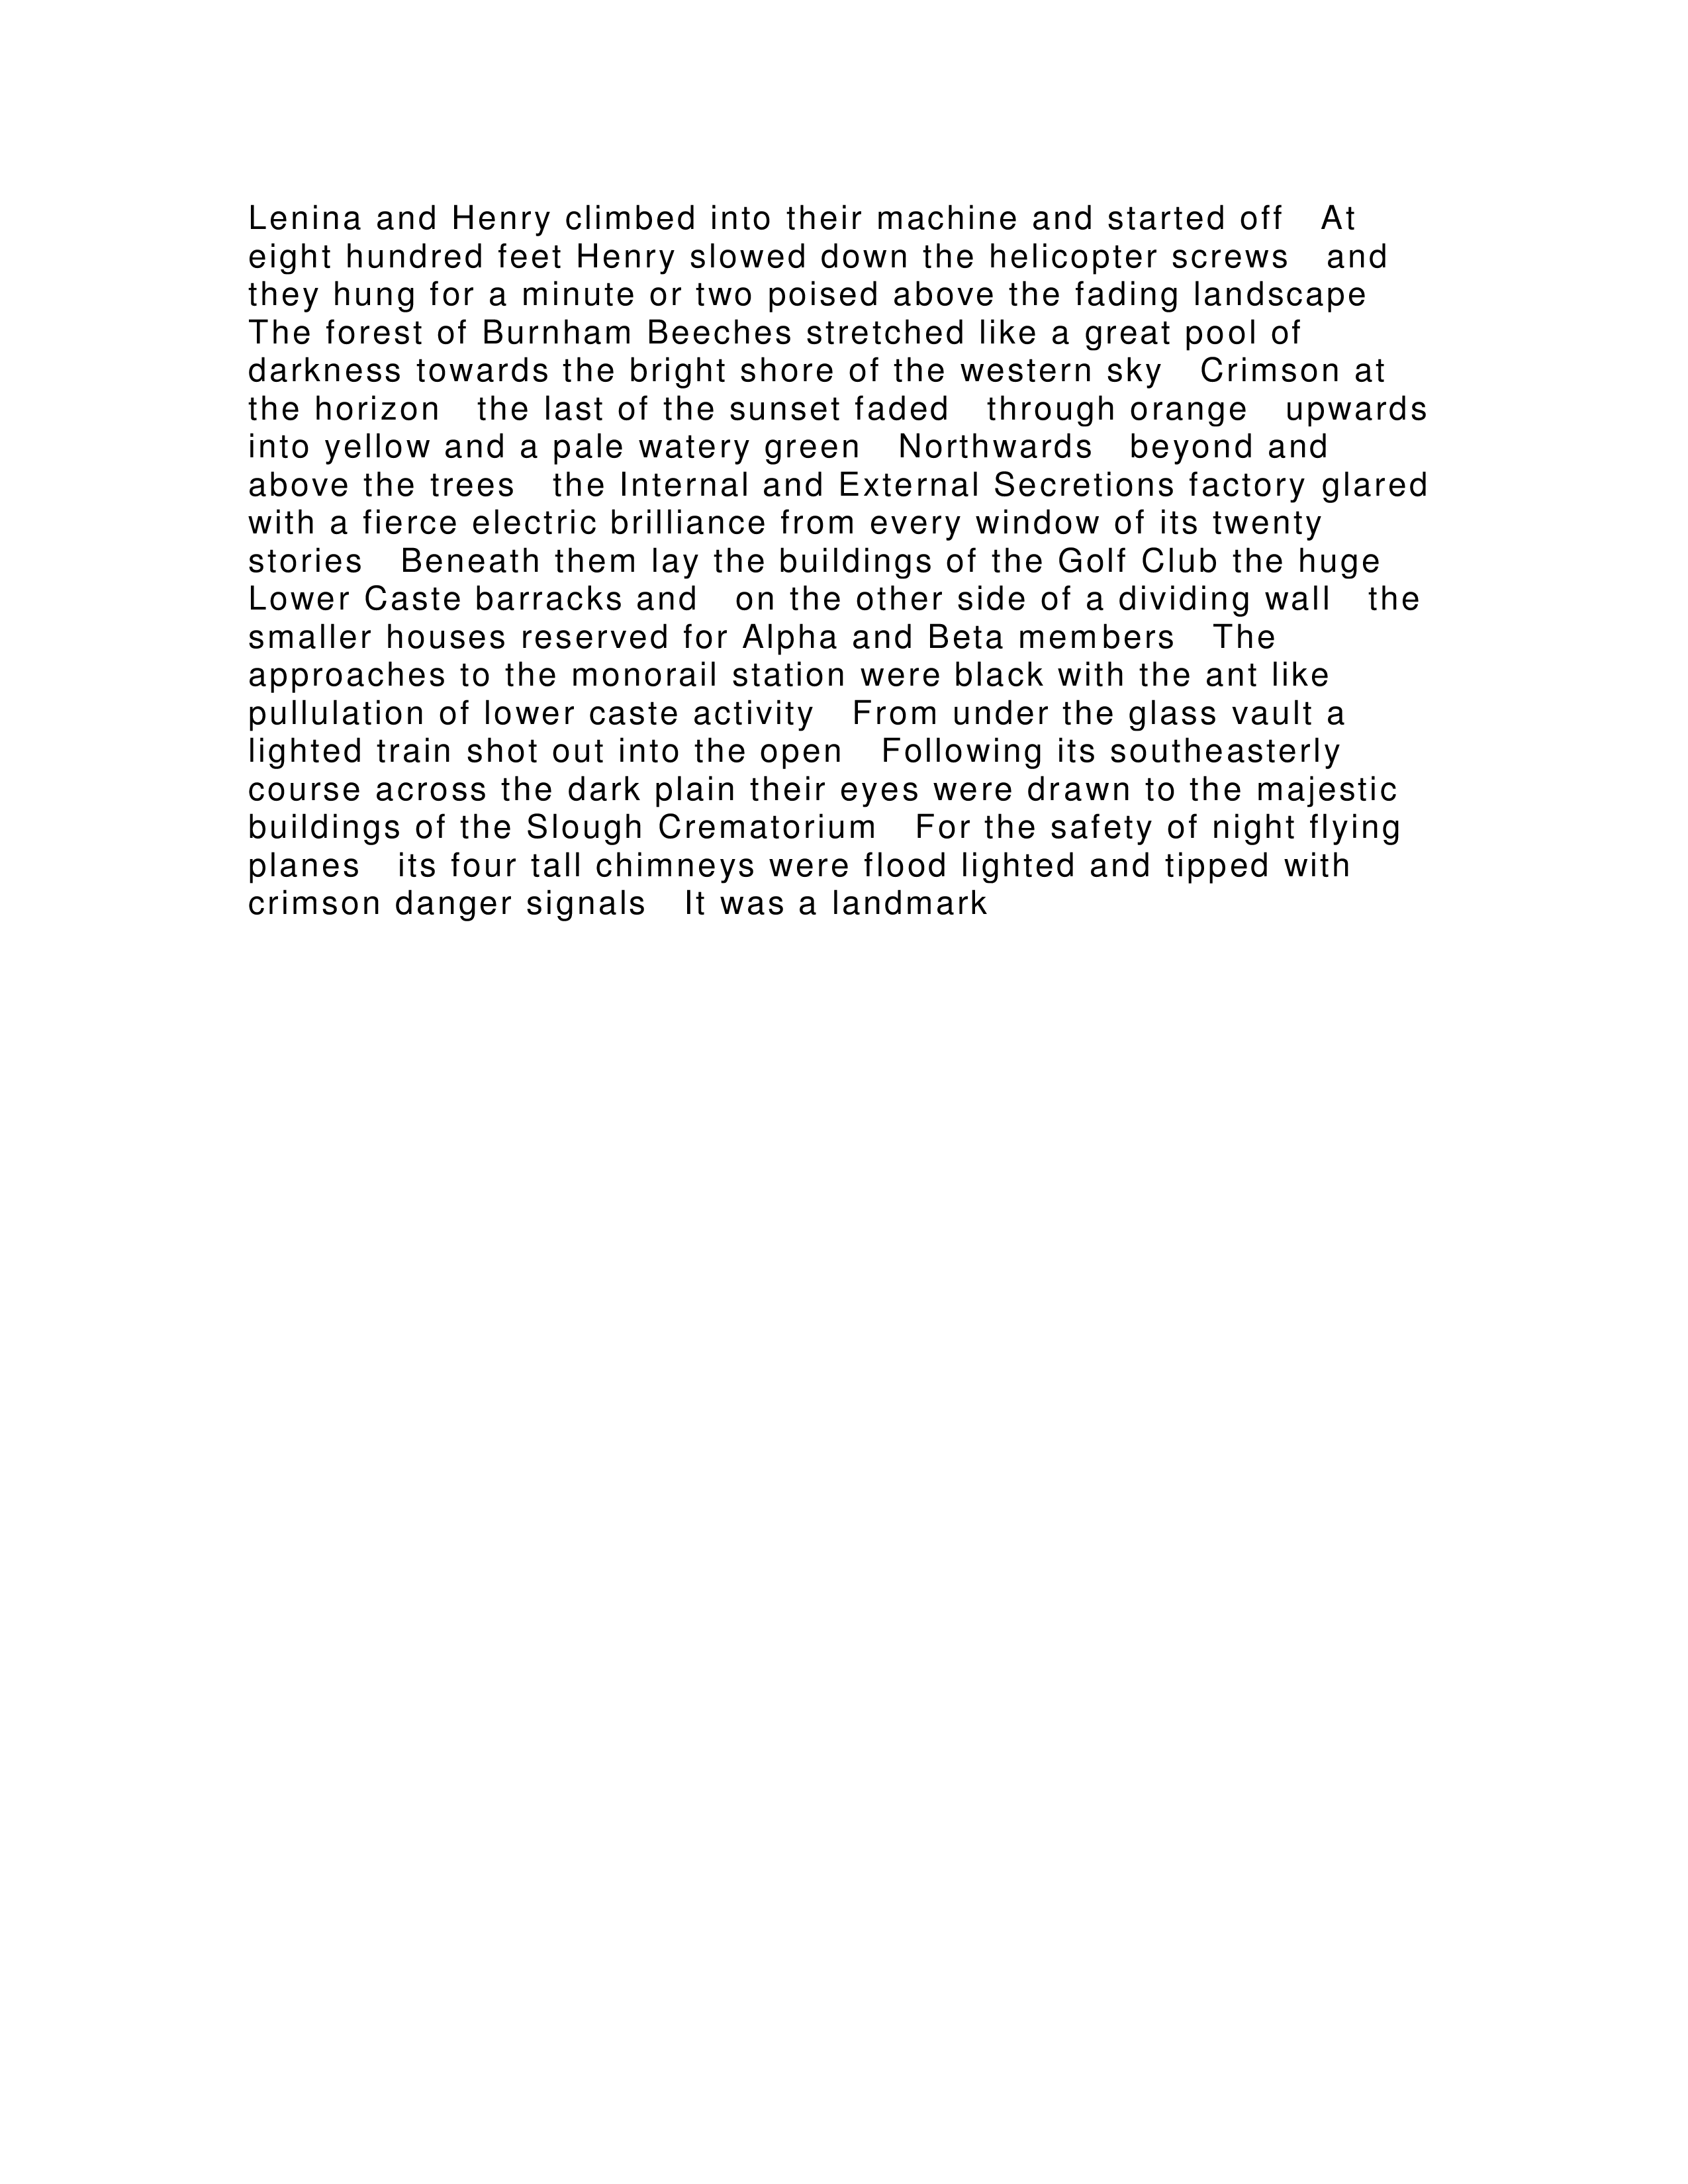 Lenina and Henry climbed into their machine and started off   At
eight hundred feet Henry slowed down the helicopter screws   and
they hung for a minute or two poised above the fading landscape
The forest of Burnham Beeches stretched like a great pool of
darkness towards the bright shore of the western sky   Crimson at
the horizon   the last of the sunset faded   through orange   upwards
into yellow and a pale watery green   Northwards   beyond and
above the trees   the Internal and External Secretions factory glared
with a fierce electric brilliance from every window of its twenty
stories   Beneath them lay the buildings of the Golf Club the huge
Lower Caste barracks and   on the other side of a dividing wall   the
smaller houses reserved for Alpha and Beta members   The
approaches to the monorail station were black with the ant like
pullulation of lower caste activity   From under the glass vault a
lighted train shot out into the open   Following its southeasterly
course across the dark plain their eyes were drawn to the majestic
buildings of the Slough Crematorium   For the safety of night flying
planes   its four tall chimneys were flood lighted and tipped with
crimson danger signals   It was a landmark